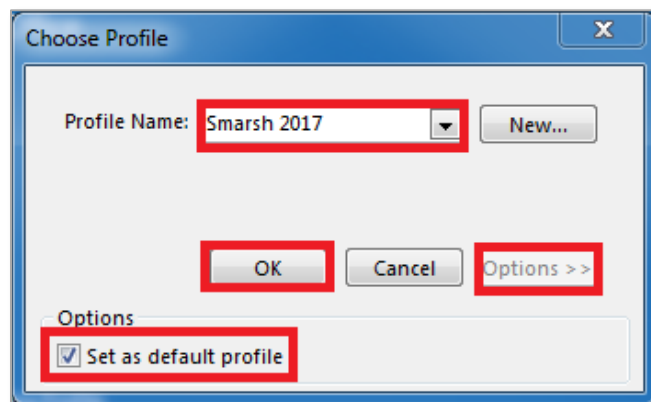 Choose Profile
X
Profile Name: Smarsh 2017 New...
OK Cancel Options >>
Options
Set as default profile